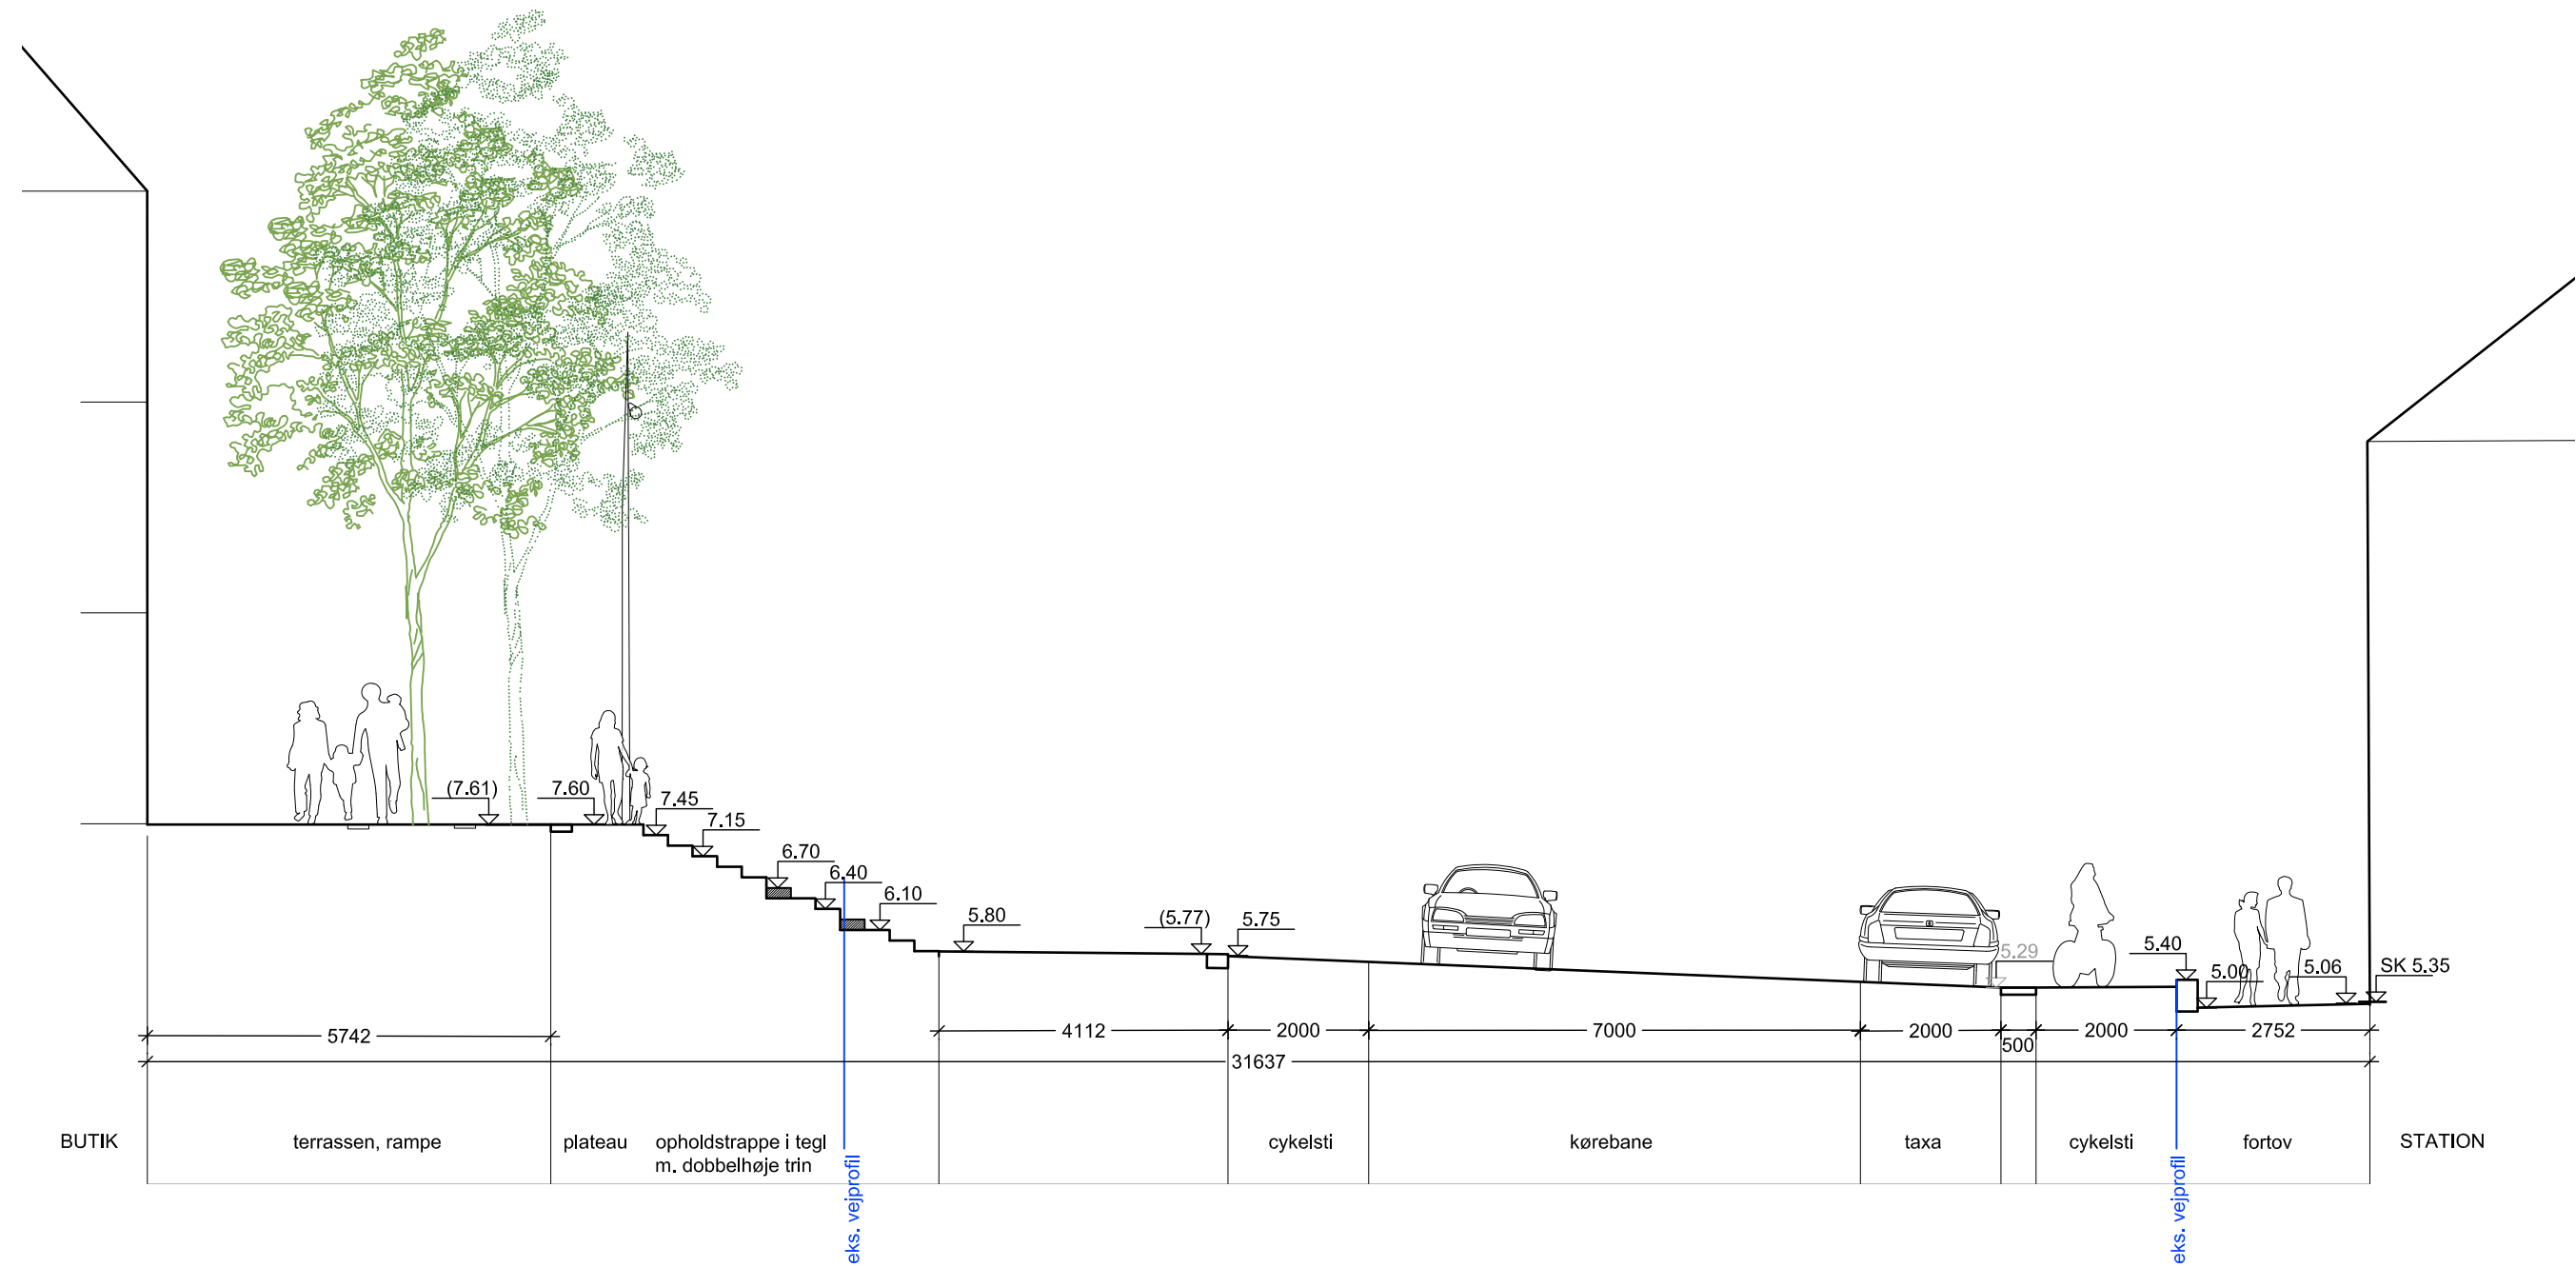 (7.61)
7.60
7.45
7.15
6.70
6.40
6.10
5.80
(5.77)
5.75
5.29
5.40
5.00
5.06
SK 5.35
5742
4112
2000
7000
2000
500
2000
2752
31637
BUTIK
terrassen, rampe
plateau
opholdstrappe i tegl
m. dobbelhøje trin
eks. vejprofil
cykelsti
kørebane
taxa
cykelsti
eks. vejprofil
fortov
STATION